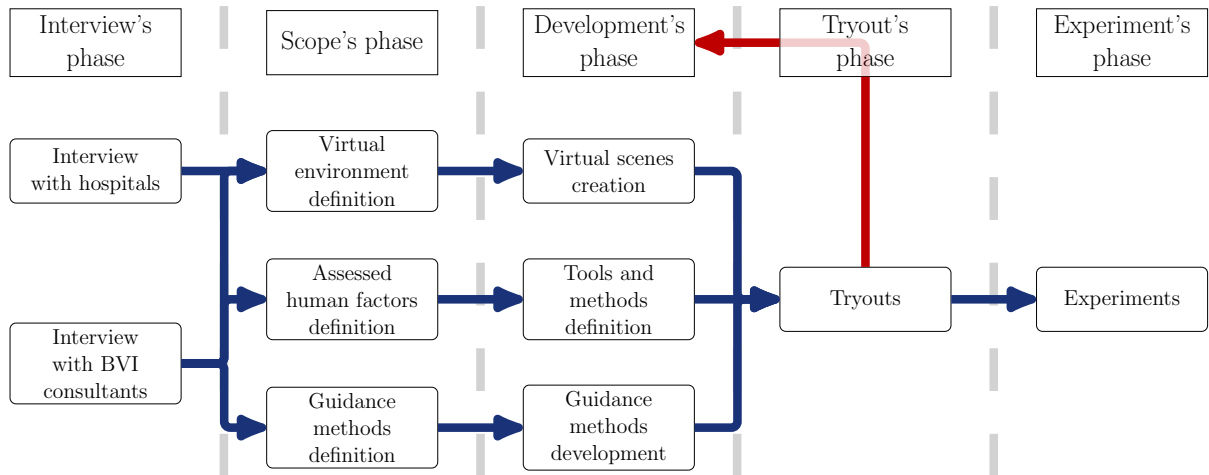 Interview's
phase
Scope's phase
Development's
phase
Tryout's
phase
Experiment's
phase
Interview
with hospitals
Virtual
environment
definition
Virtual scenes
creation
Assessed
human factors
definition
Tools and
methods
definition
Tryouts
Experiments
Interview
with BVI
consultants
Guidance
methods
definition
Guidance
methods
development